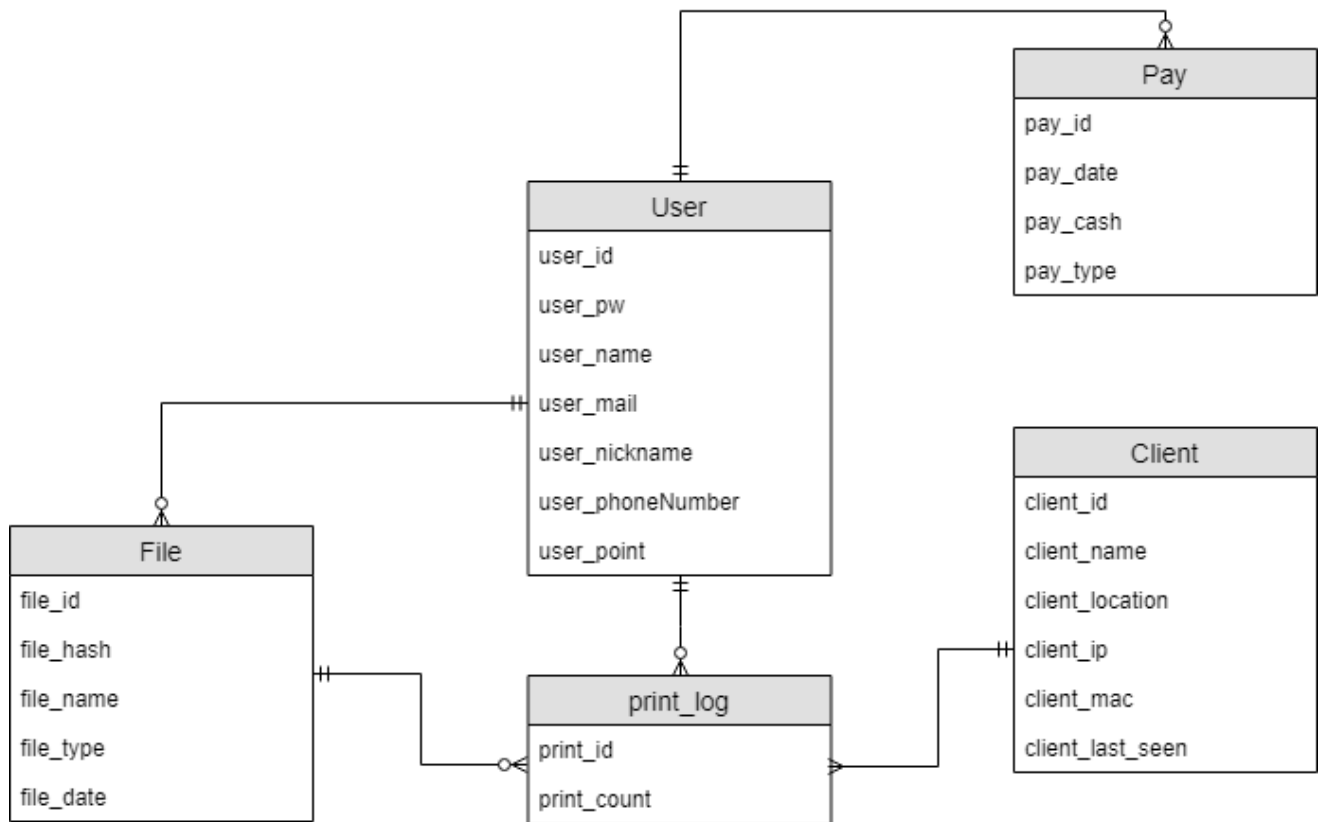 Pay
pay_id
pay_date
pay_cash
pay_type
User
user_id
user_pw
user_name
user_mail
user_nickname
user_phoneNumber
user_point
Client
client_id
client_name
client_location
client_ip
client_mac
client_last_seen
File
file_id
file_hash
file_name
file_type
file_date
print_log
print_id
print_count